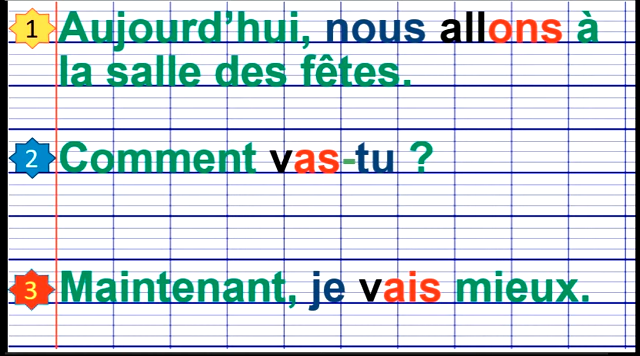 1 Aujourd’hui, nous allons à
la salle des fêtes.
2 Comment vas-tu ?
3 Maintenant, je vais mieux.